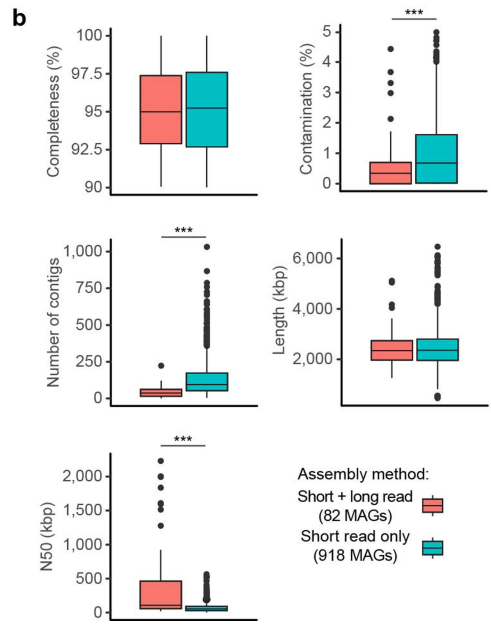 b
Completeness (%)
100
97.5
95
92.5
90
Contamination (%)
5
4
3
2
1
0
***
Number of contigs
1,000
750
500
250
0
***
Length (kbp)
6,000
4,000
2,000
N50 (kbp)
2,000
1,500
1,000
500
0
***
Assembly method:
Short + long read
(82 MAGs)
Short read only
(918 MAGs)